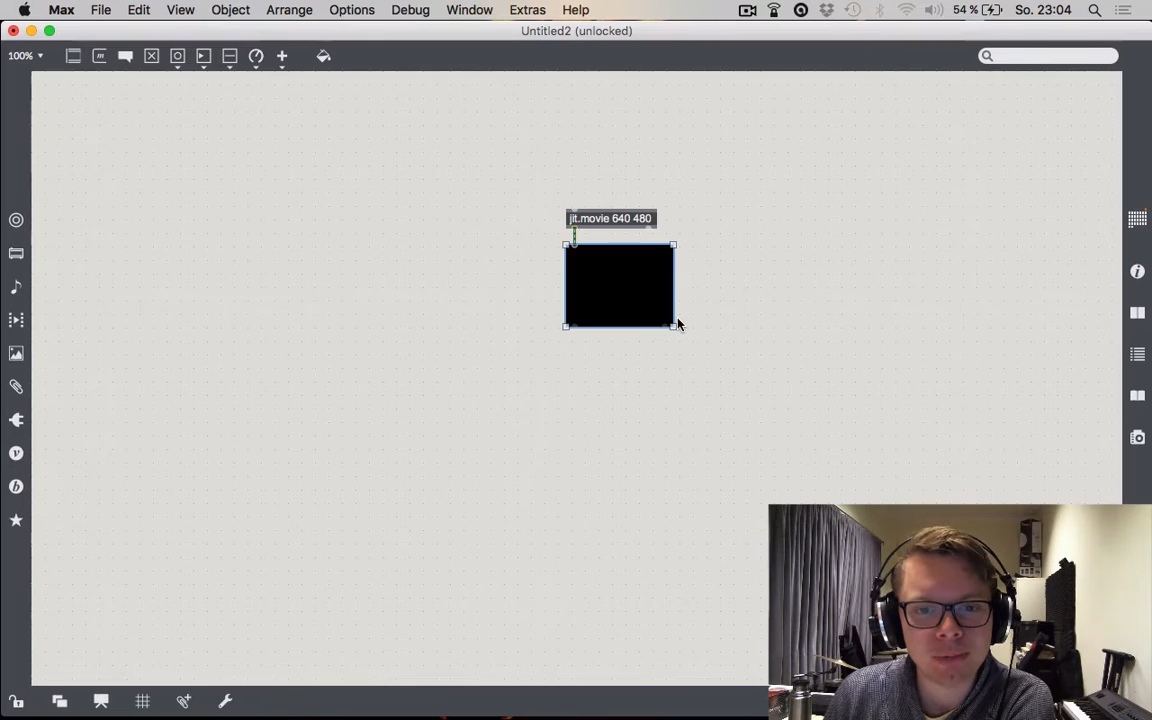 Max File Edit View Object Arrange Options Debug Window Extras Help 54 % So. 23:04
Untitled2 (unlocked)
100%
jit.movie 640 480